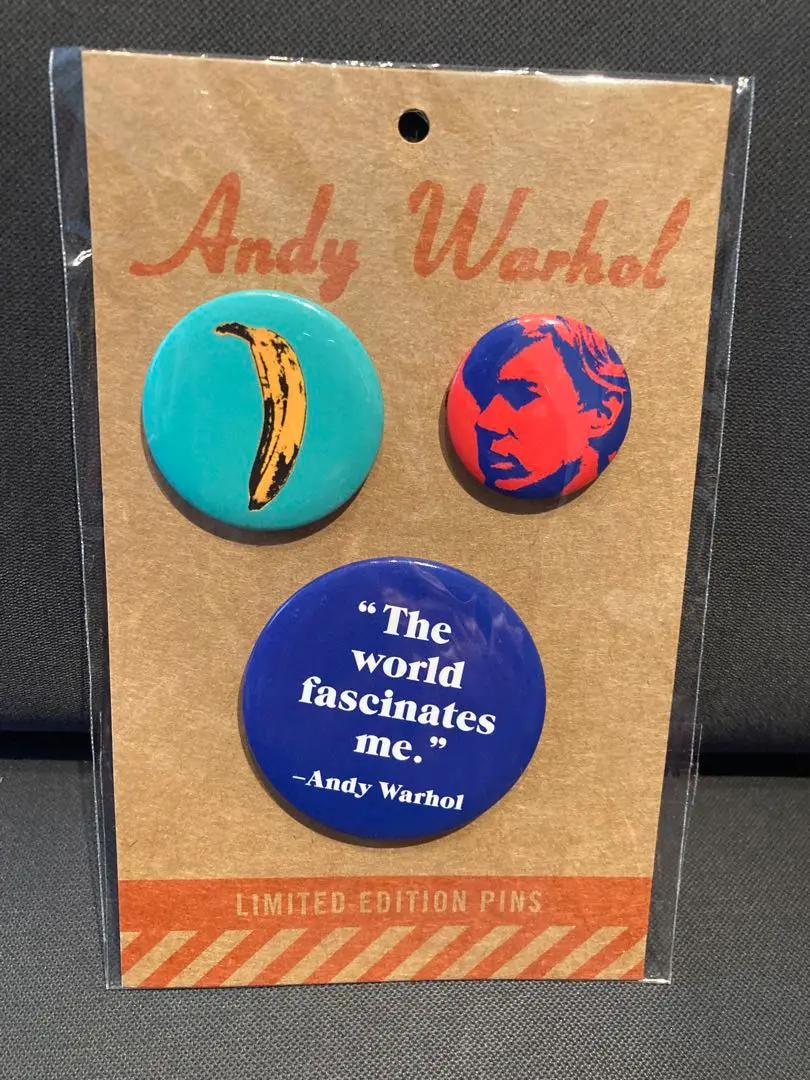 Andy Warhol
“The
world
fascinates
me.”
–Andy Warhol
LIMITED EDITION PINS